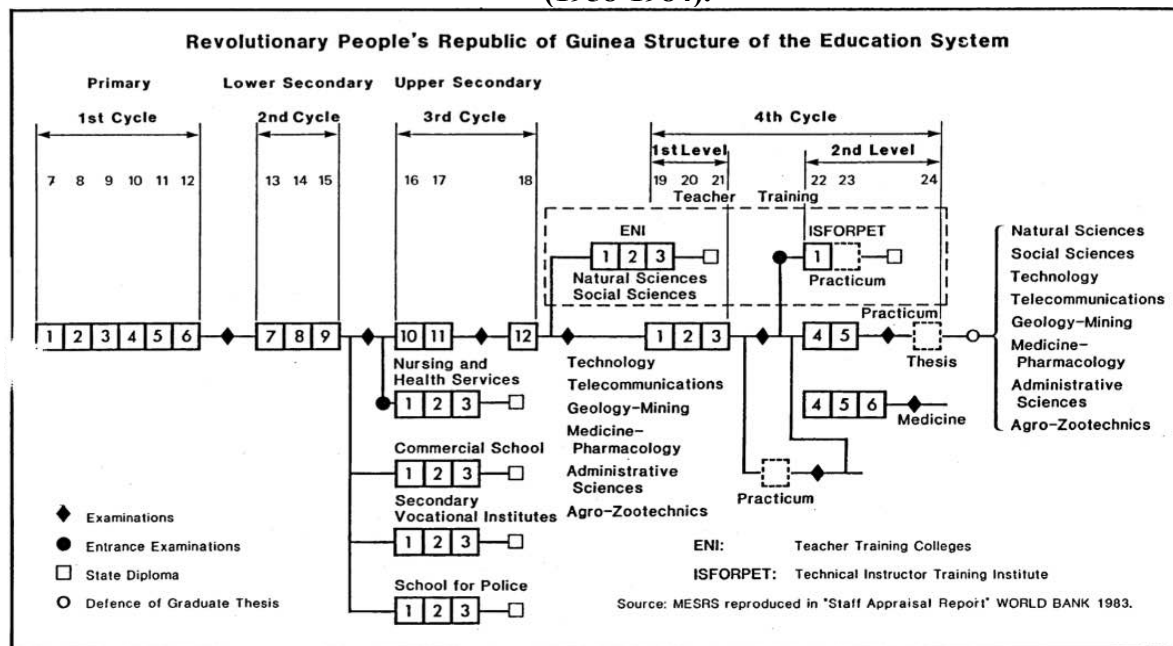 (1958-1984).
Revolutionary People's Republic of Guinea Structure of the Education System
Primary Lower Secondary Upper Secondary
1st Cycle 2nd Cycle 3rd Cycle 4th Cycle
1st Level 2nd Level
7 8 9 10 11 12 13 14 15 16 17 18 19 20 21 22 23 24
Teacher Training
ENI ISFORPET
1 2 3 1
Natural Sciences Practicum
Social Sciences
Practicum
1 2 3 4 5 6 7 8 9 10 11 12 1 2 3 4 5
Thesis
Natural Sciences
Social Sciences
Technology
Telecommunications
Geology-Mining
Medicine-
Pharmacology
Administrative
Sciences
Agro-Zootechnics
Nursing and
Health Services
1 2 3
Technology
Telecommunications
Geology-Mining
Medicine-
Pharmacology
Administrative
Sciences
Agro-Zootechnics
4 5 6
Medicine
Practicum
Commercial School
1 2 3
Secondary
Vocational Institutes
1 2 3
School for Police
1 2 3
Examinations
Entrance Examinations
State Diploma
Defence of Graduate Thesis
ENI: Teacher Training Colleges
ISFORPET: Technical Instructor Training Institute
Source: MESRS reproduced in "Staff Appraisal Report" WORLD BANK 1983.